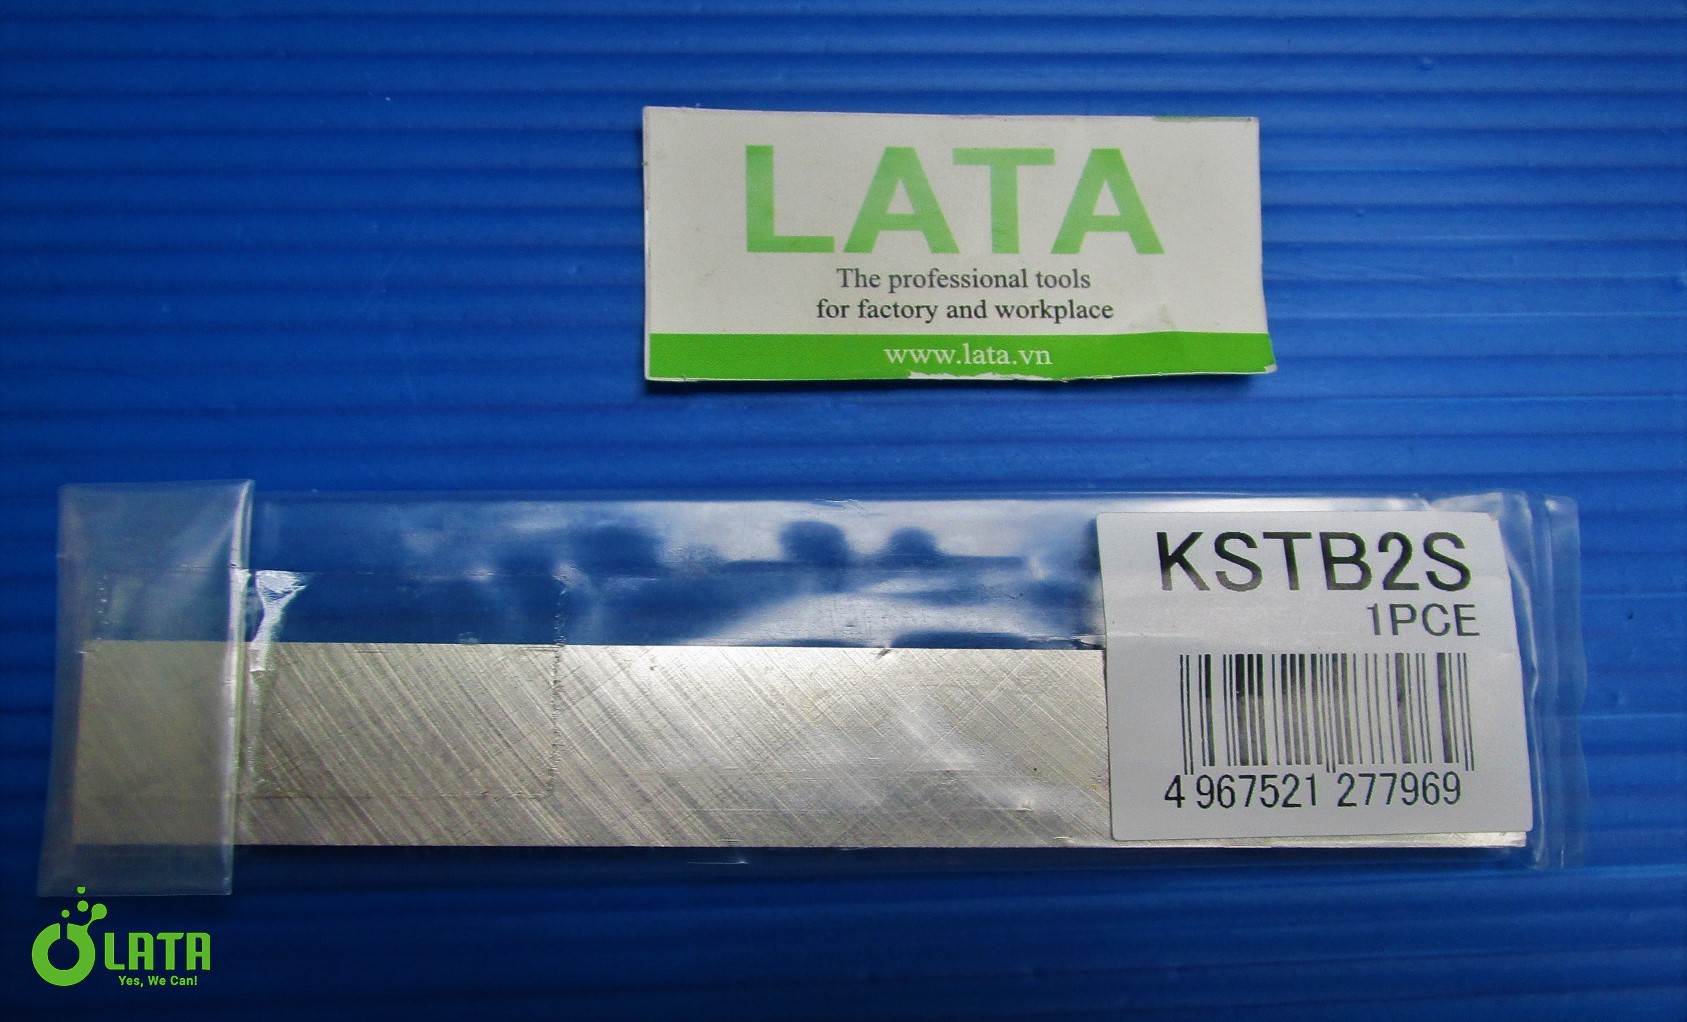 LATA
The professional tools
for factory and workplace
www.lata.vn
KSTB2S
1PCE
4 967521 277969
LATA
Yes, We Can!